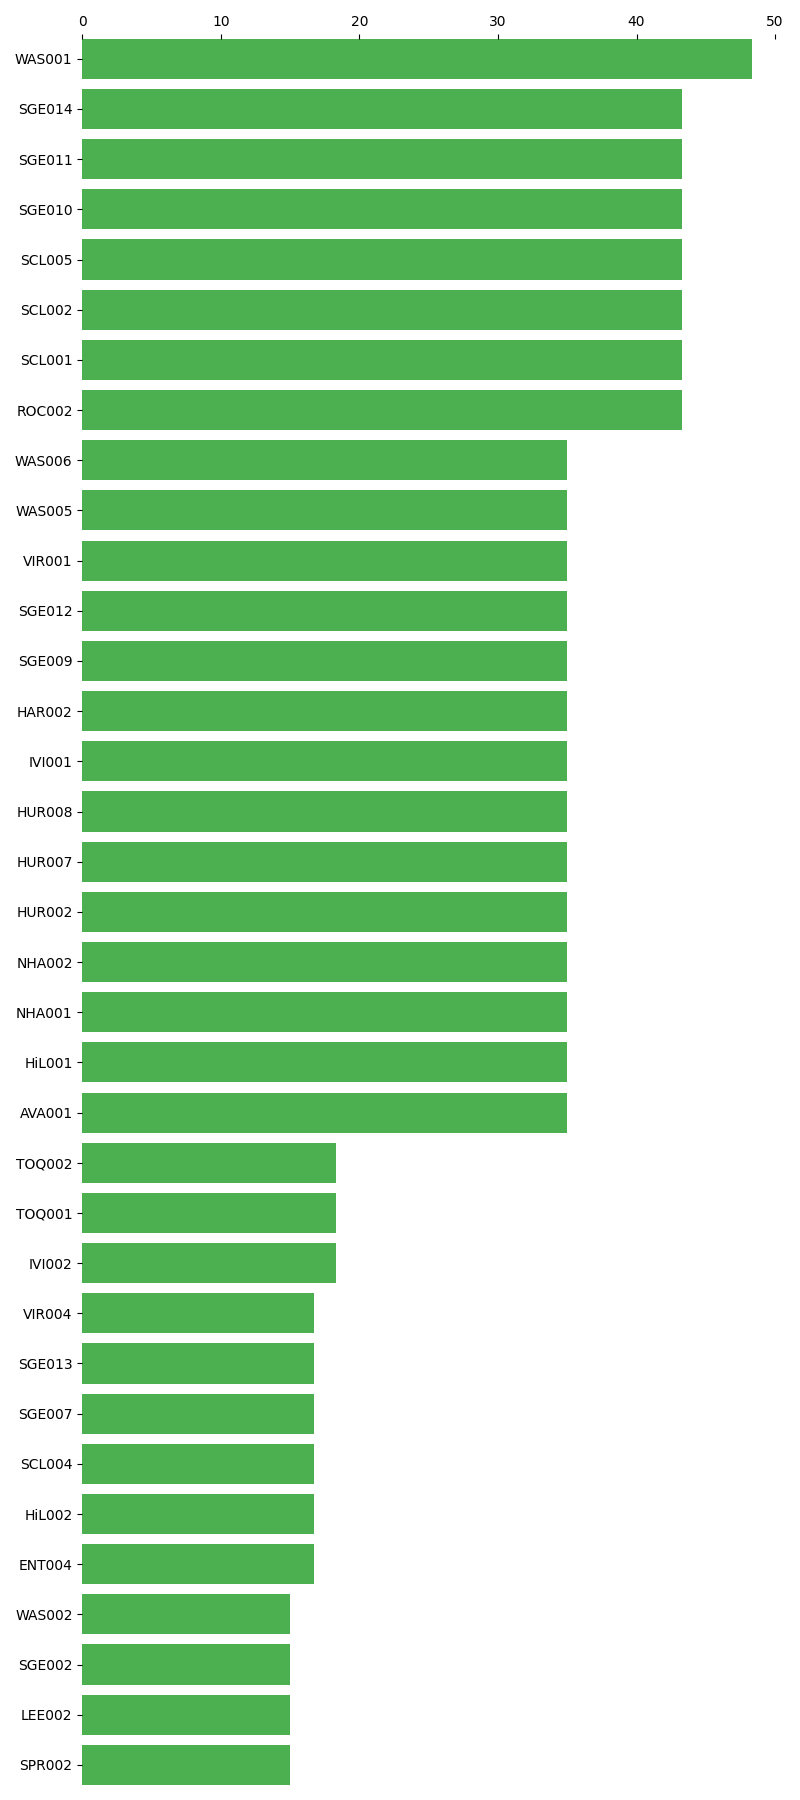 0 10 20 30 40 50
WAS001
SGE014
SGE011
SGE010
SCL005
SCL002
SCL001
ROC002
WAS006
WAS005
VIR001
SGE012
SGE009
HAR002
IVI001
HUR008
HUR007
HUR002
NHA002
NHA001
HiL001
AVA001
TOQ002
TOQ001
IVI002
VIR004
SGE013
SGE007
SCL004
HiL002
ENT004
WAS002
SGE002
LEE002
SPR002